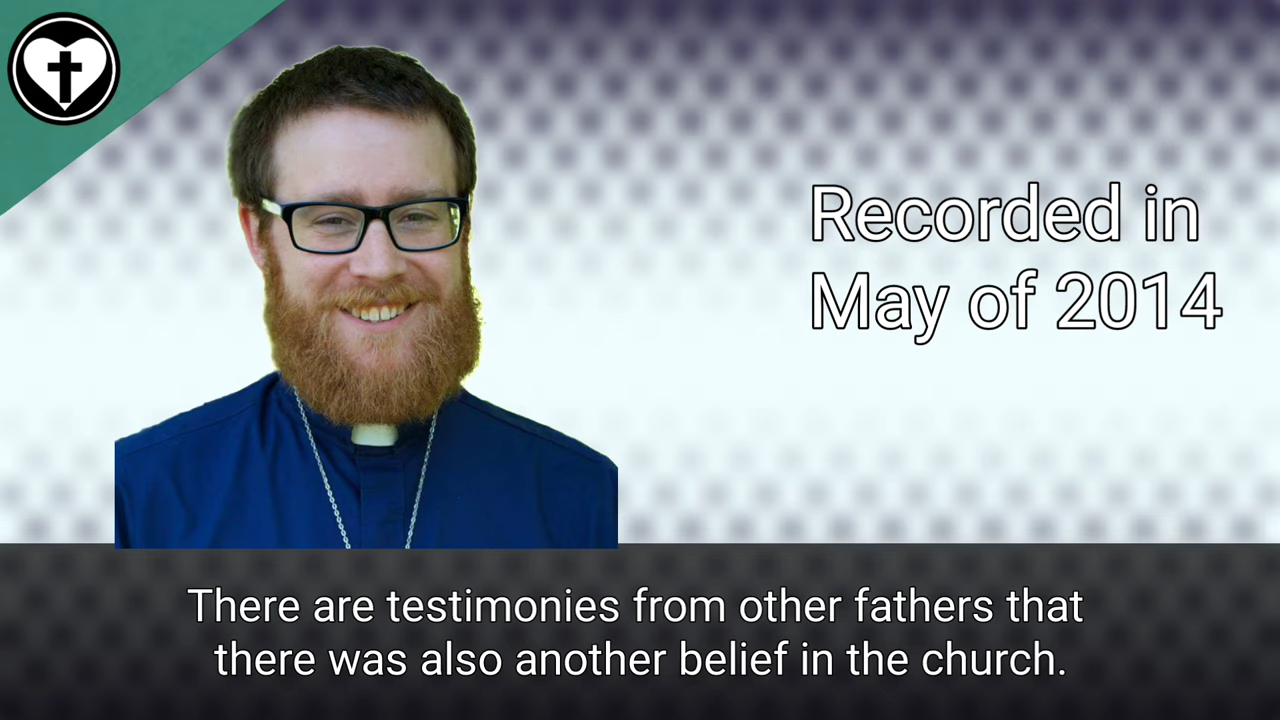 Recorded in
May of 2014
There are testimonies from other fathers that
there was also another belief in the church.